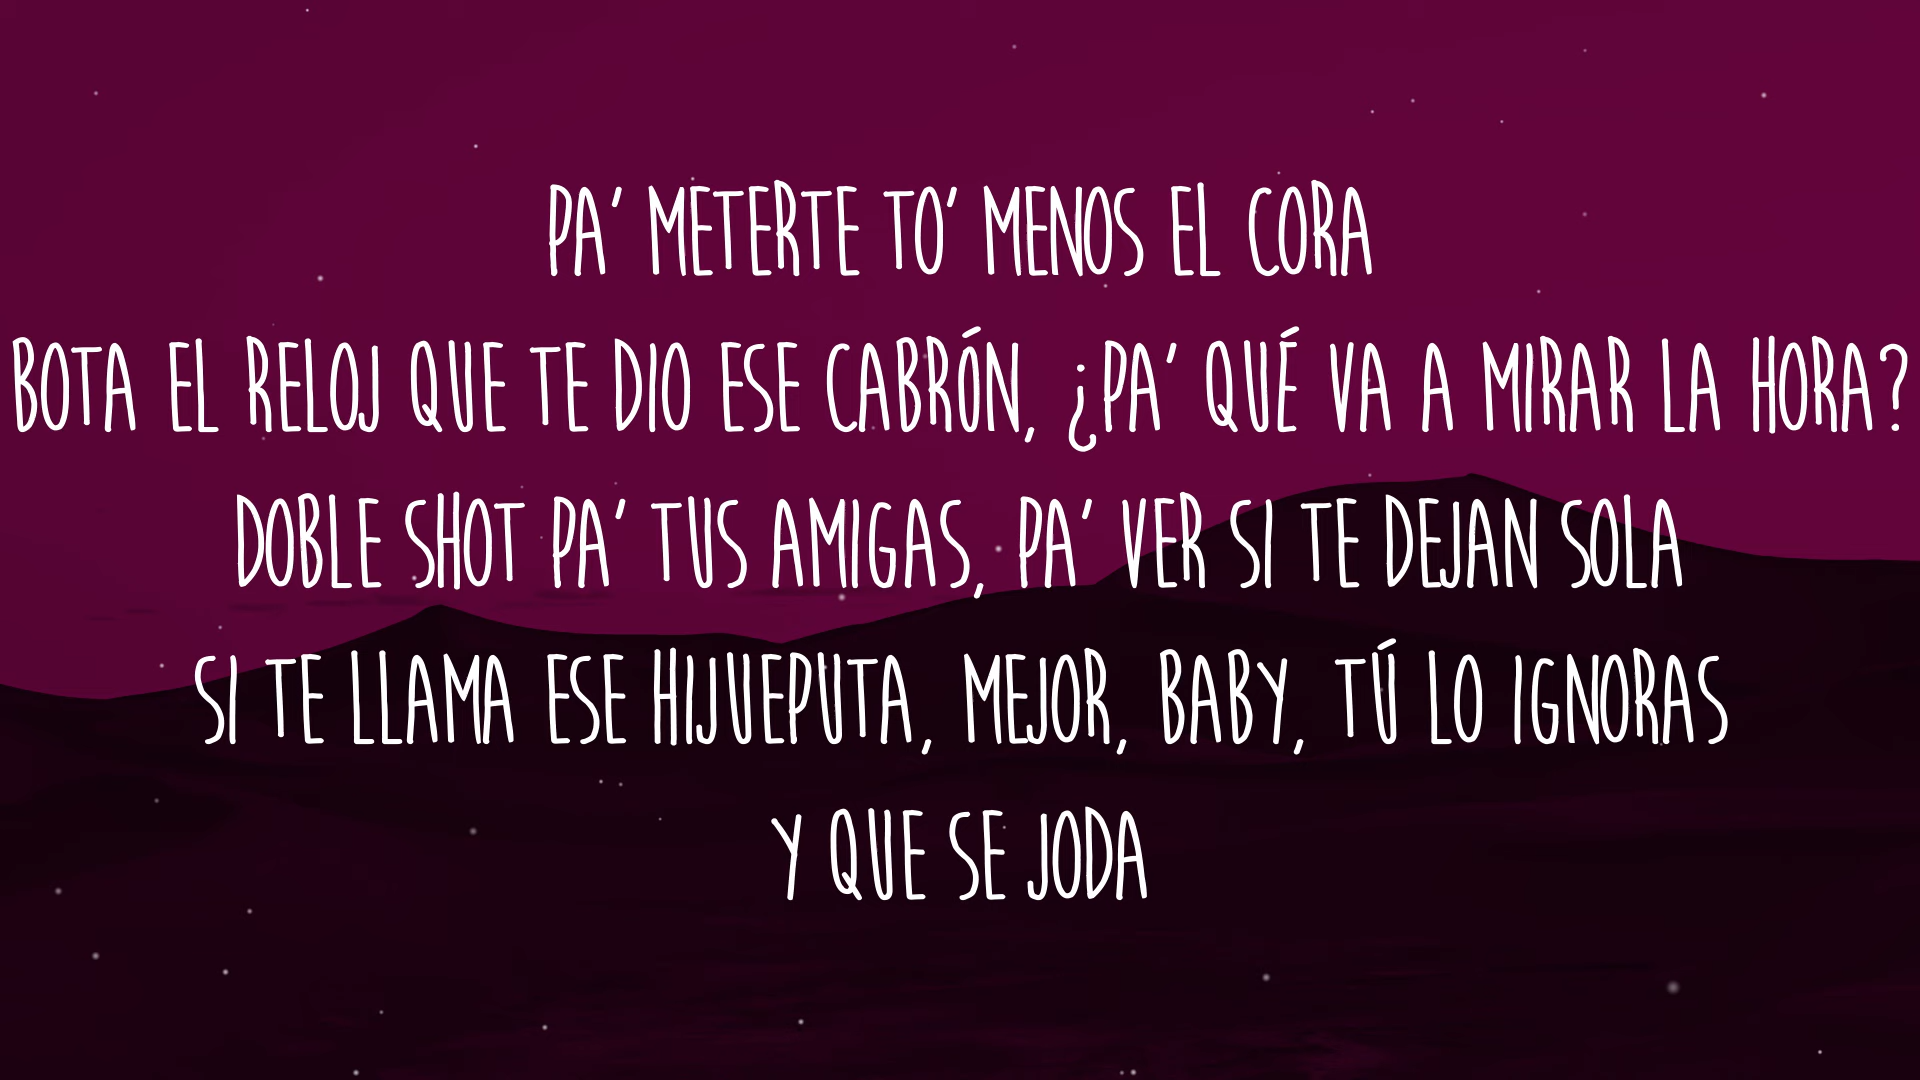 PA' METERTE TO' MENOS EL CORA
BOTA EL RELOJ QUE TE DIO ESE CABRÓN, ¿PA' QUÉ VA A MIRAR LA HORA?
DOBLE SHOT PA' TUS AMIGAS, PA' VER SI TE DEJAN SOLA
SI TE LLAMA ESE HIJUEPUTA, MEJOR, BABY, TÚ LO IGNORAS
Y QUE SE JODA